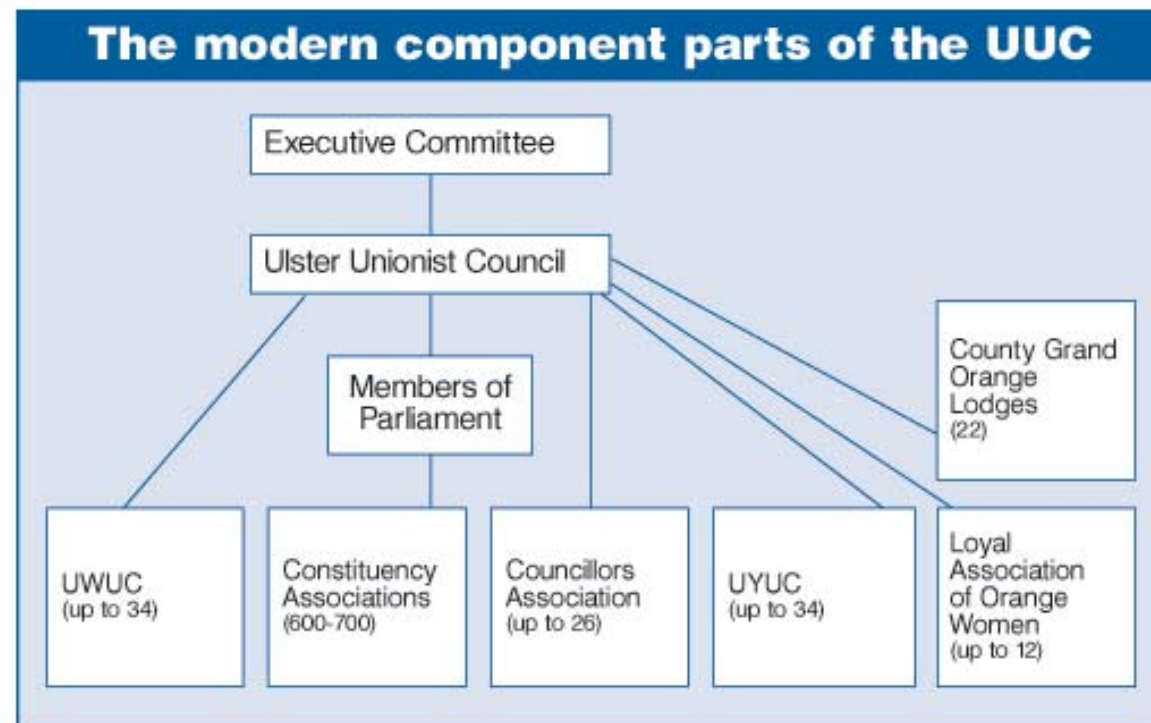 The modern component parts of the UUC
Executive Committee
Ulster Unionist Council
Members of
Parliament
County Grand
Orange
Lodges
(22)
UWUC
(up to 34)
Constituency
Associations
(600-700)
Councillors
Association
(up to 26)
UYUC
(up to 34)
Loyal
Association
of Orange
Women
(up to 12)